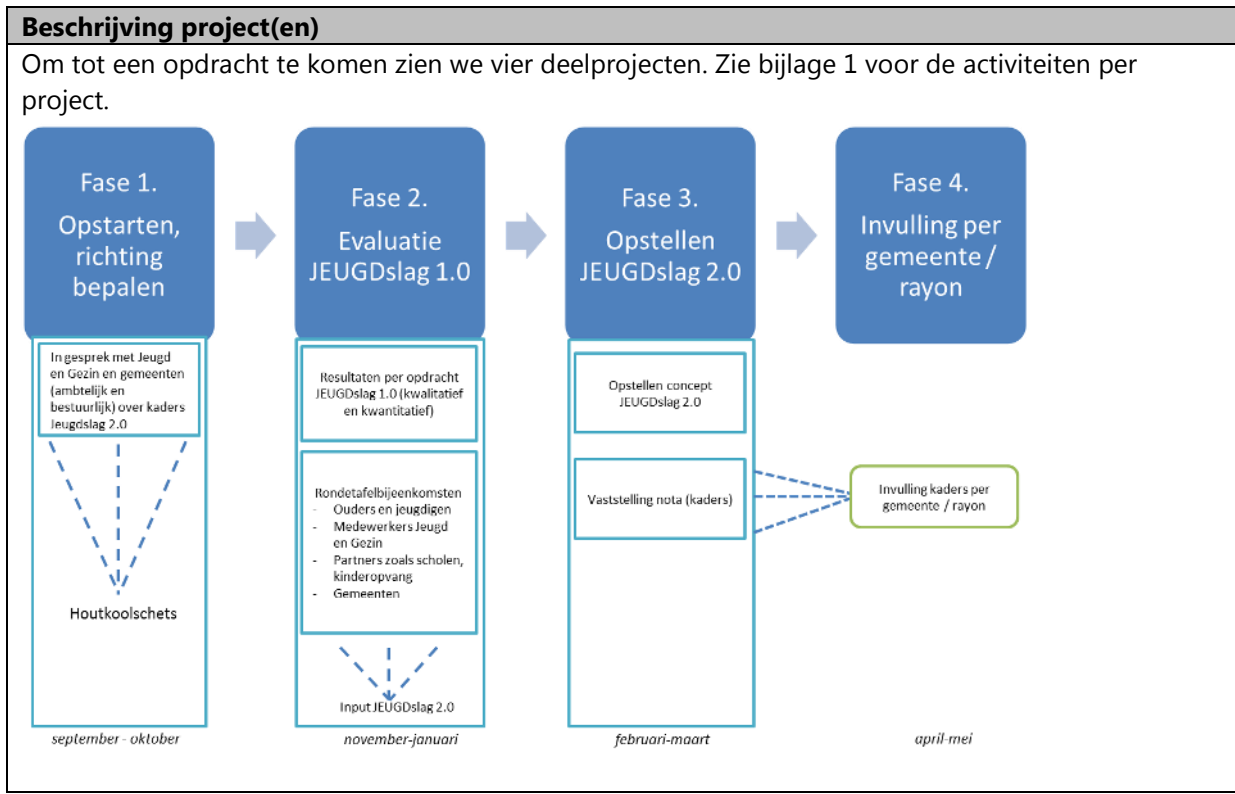 Beschrijving project(en)
Om tot een opdracht te komen zien we vier deelprojecten. Zie bijlage 1 voor de activiteiten per
project.
Fase 1.
Opstarten,
richting
bepalen
In gesprek met Jeugd
en Gezin en gemeenten
(ambtelijk en
bestuurlijk) over kaders
Jeugdslag 2.0
Houtkoolschets
september - oktober
Fase 2.
Evaluatie
JEUGDslag 1.0
Resultaten per opdracht
JEUGDslag 1.0 (kwalitatief
en kwantitatief)
Rondetafelbijeenkomsten
- Ouders en jeugdigen
- Medewerkers Jeugd
en Gezin
- Partners zoals scholen,
kinderopvang
- Gemeenten
Input JEUGDslag 2.0
november-januari
Fase 3.
Opstellen
JEUGDslag 2.0
Opstellen concept
JEUGDslag 2.0
Vaststelling nota (kaders)
februari-maart
Fase 4.
Invulling per
gemeente /
rayon
Invulling kaders per
gemeente / rayon
april-mei